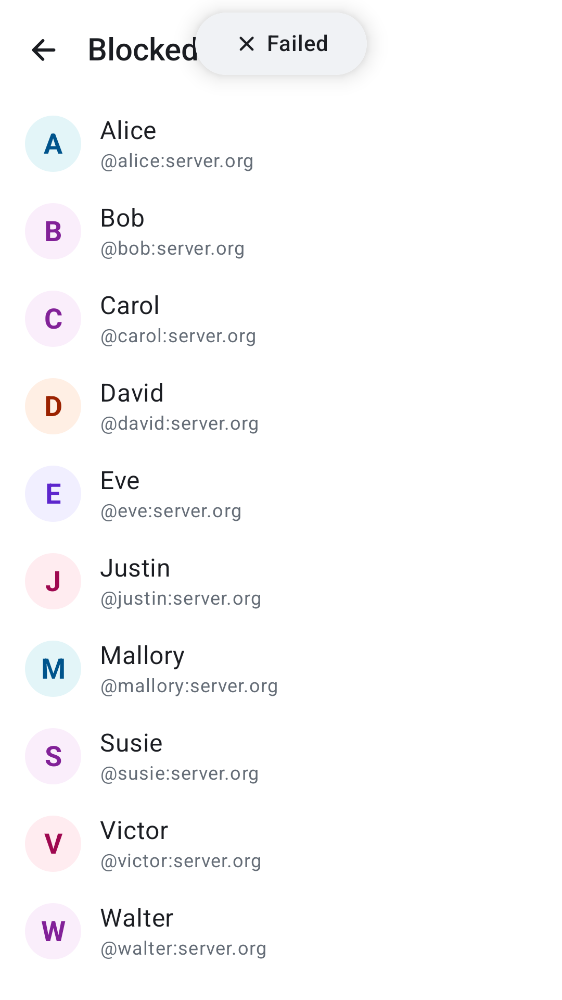 Blocked
Failed
A
Alice
@alice:server.org
B
Bob
@bob:server.org
C
Carol
@carol:server.org
D
David
@david:server.org
E
Eve
@eve:server.org
J
Justin
@justin:server.org
M
Mallory
@mallory:server.org
S
Susie
@susie:server.org
V
Victor
@victor:server.org
W
Walter
@walter:server.org